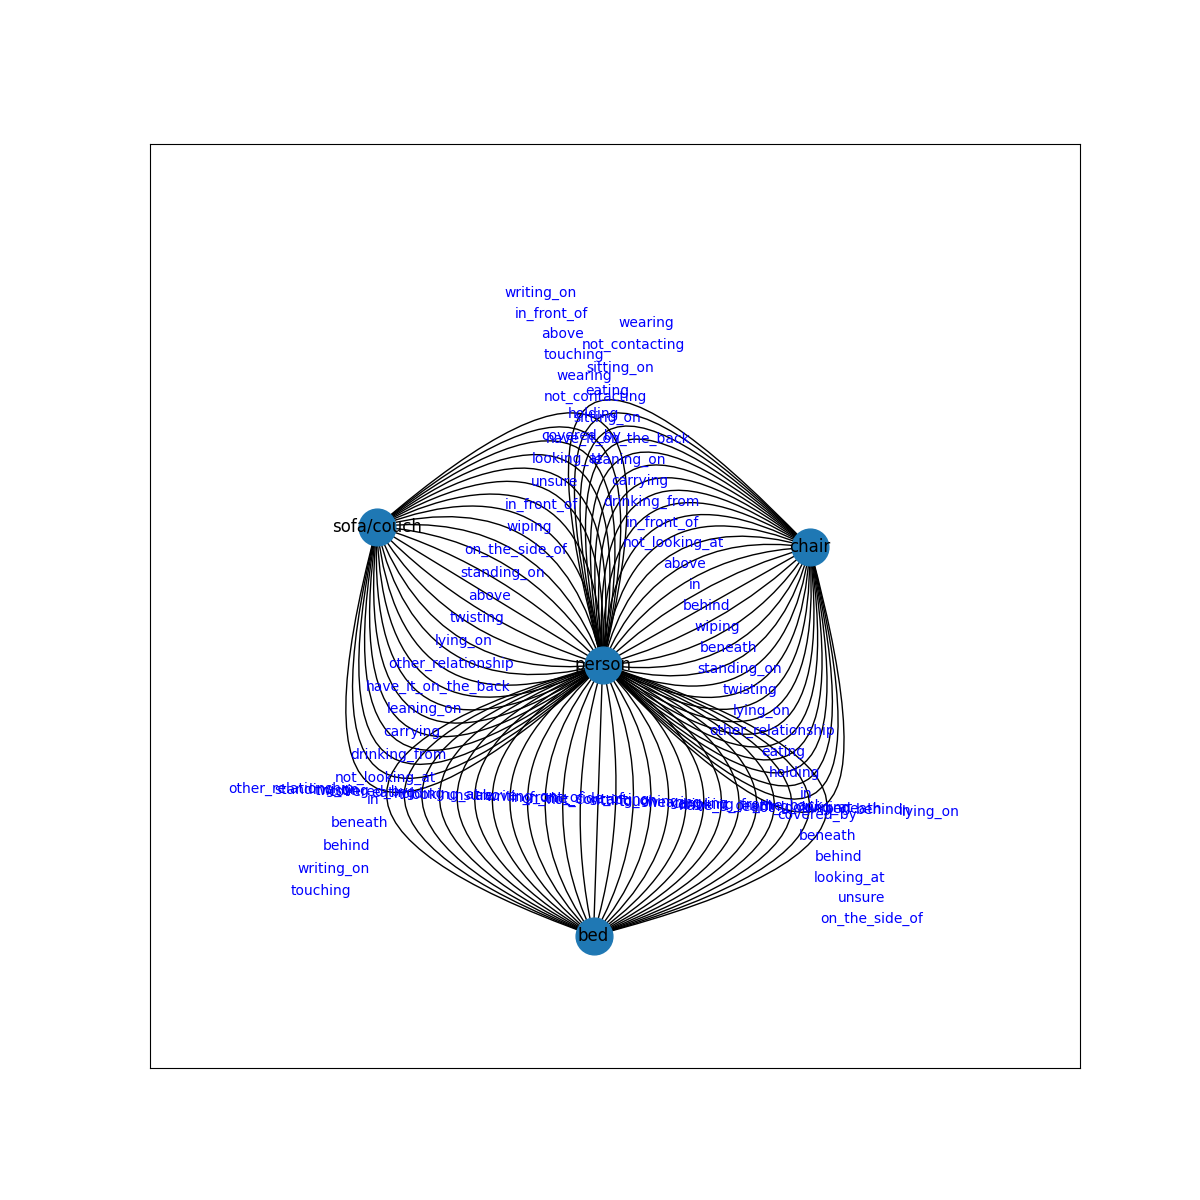 writing_on
in_front_of
wearing
above
not_contacting
touching
sitting_on
wearing
eating
not_contacting
holding
sitting_on
covered_by
have_it_on_the_back
looking_at
leaning_on
unsure
carrying
in_front_of
drinking_from
in_front_of
sofa/couch
wiping
not_looking_at
chair
on_the_side_of
above
standing_on
in
above
behind
twisting
wiping
lying_on
beneath
other_relationship
person
standing_on
have_it_on_the_back
twisting
leaning_on
lying_on
carrying
other_relationship
drinking_from
eating
not_looking_at
holding
other_relationship
in
in
lying_on
covered_by
beneath
beneath
behind
behind
writing_on
looking_at
touching
unsure
on_the_side_of
bed